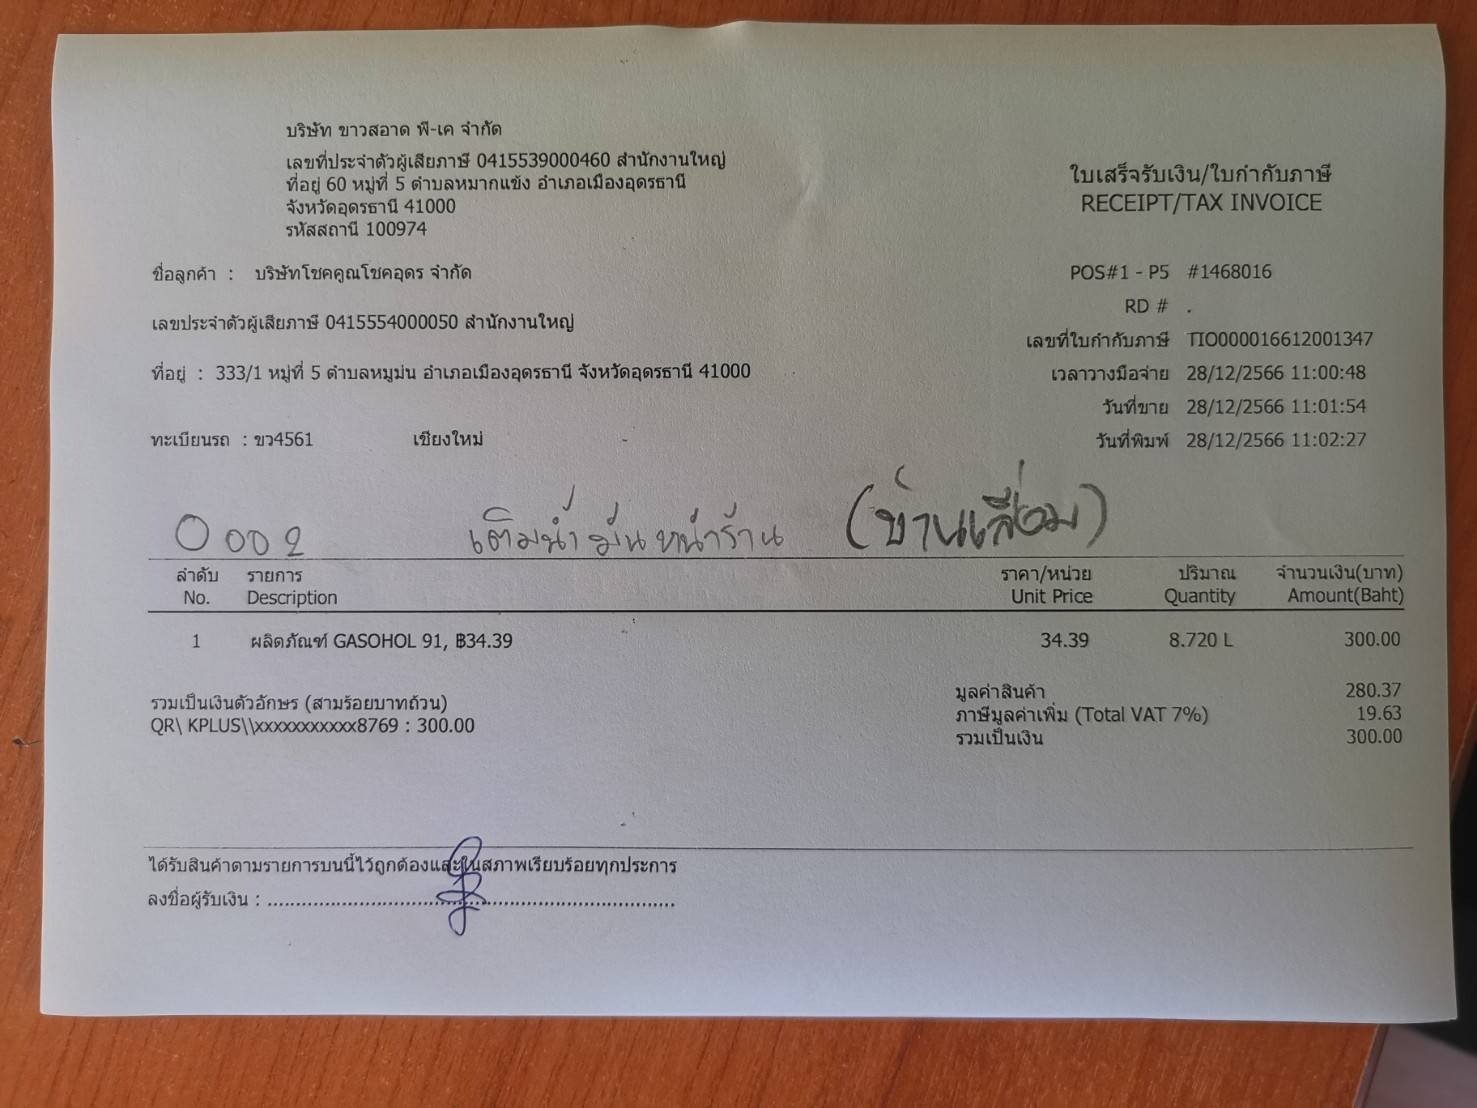 บริษัท ขาวสอาด พี-เค จำกัด
เลขที่ประจำตัวผู้เสียภาษี 0415539000460 สำนักงานใหญ่
ที่อยู่ 60 หมู่ที่ 5 ตำบลหมากแข้ง อำเภอเมืองอุดรธานี
จังหวัดอุดรธานี 41000
รหัสสถานี 100974
ใบเสร็จรับเงิน/ใบกำกับภาษี
RECEIPT/TAX INVOICE
ชื่อลูกค้า : บริษัทโชคคูณโชคอุดร จำกัด
เลขประจำตัวผู้เสียภาษี 0415554000050 สำนักงานใหญ่
ที่อยู่ : 333/1 หมู่ที่ 5 ตำบลหมูม่น อำเภอเมืองอุดรธานี จังหวัดอุดรธานี 41000
ทะเบียนรถ : ขว4561 เชียงใหม่ -
POS#1 - P5 #1468016
RD # .
เลขที่ใบกำกับภาษี TIO000016612001347
เวลาวางมือจ่าย 28/12/2566 11:00:48
วันที่ขาย 28/12/2566 11:01:54
วันที่พิมพ์ 28/12/2566 11:02:27
0002 เติมน้ำมันหน้าร้าน (บ้านเลื่อม)
ลำดับ รายการ ราคา/หน่วย ปริมาณ จำนวนเงิน(บาท)
No. Description Unit Price Quantity Amount(Baht)
1 ผลิตภัณฑ์ GASOHOL 91, ฿34.39 34.39 8.720 L 300.00
รวมเป็นเงินตัวอักษร (สามร้อยบาทถ้วน)
QR\ KPLUS\\xxxxxxxxxxx8769 : 300.00
มูลค่าสินค้า 280.37
ภาษีมูลค่าเพิ่ม (Total VAT 7%) 19.63
รวมเป็นเงิน 300.00
ได้รับสินค้าตามรายการบนนี้ไว้ถูกต้องและในสภาพเรียบร้อยทุกประการ
ลงชื่อผู้รับเงิน : ........................................................................